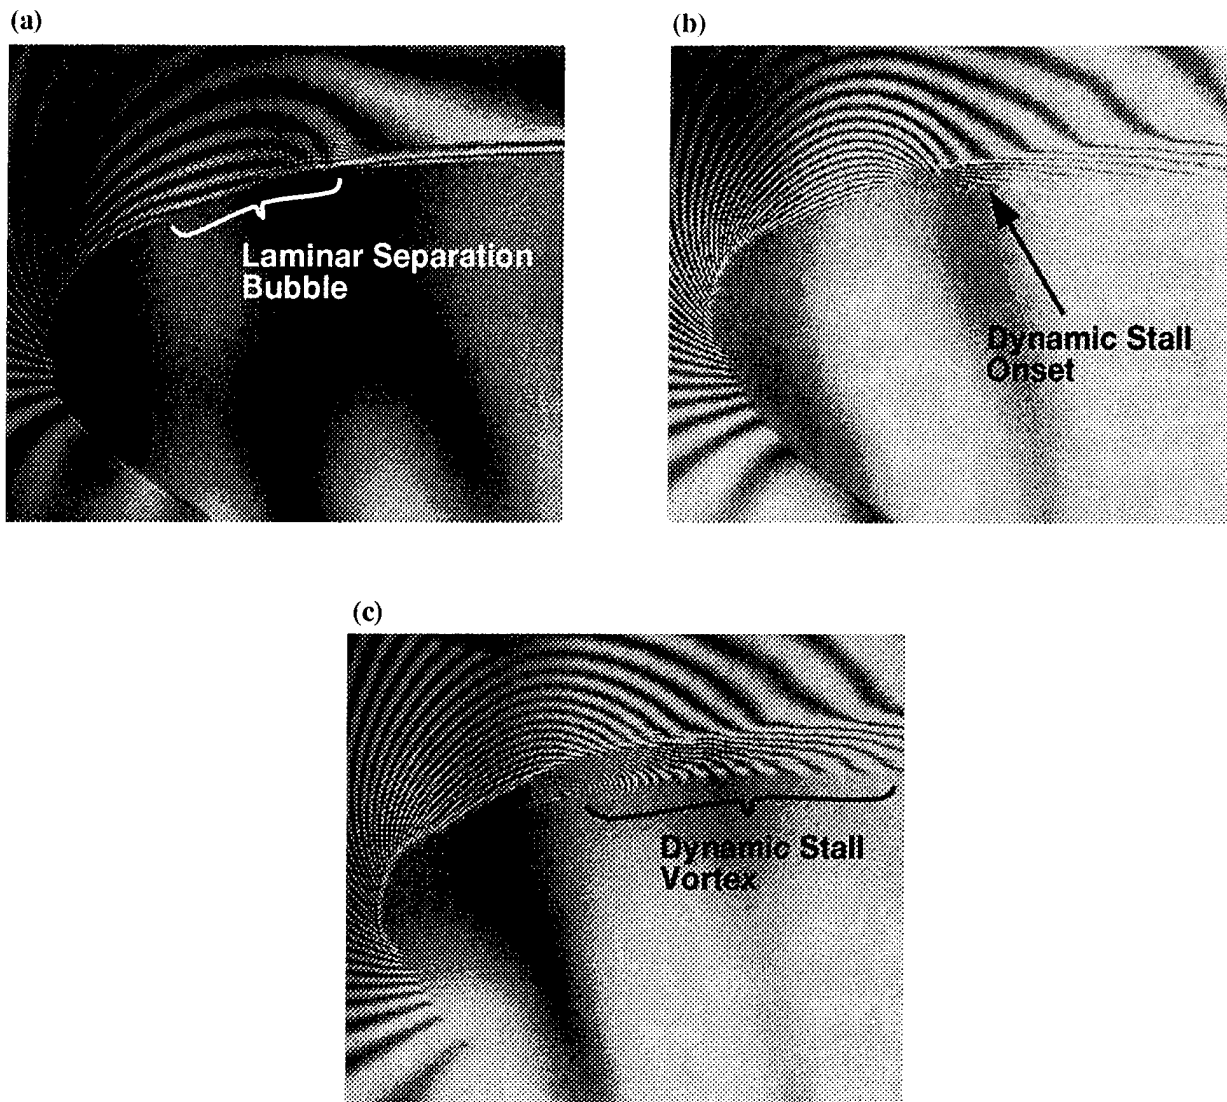 (a)
(b)
Laminar Separation
Bubble
Dynamic Stall
Onset
(c)
Dynamic Stall
Vortex